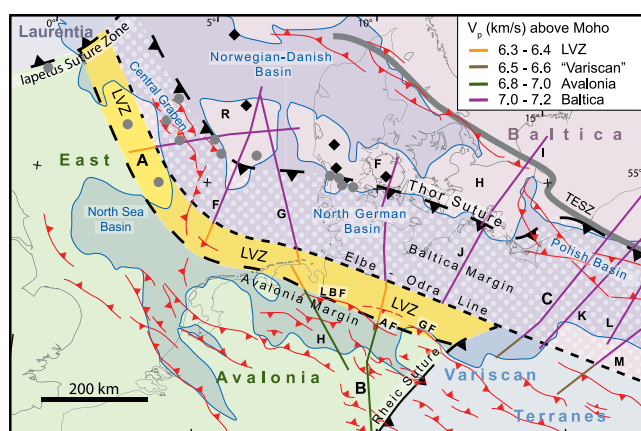 0°
5°
10°
15°
55°
V_p (km/s) above Moho
6.3 - 6.4 LVZ
6.5 - 6.6 "Variscan"
6.8 - 7.0 Avalonia
7.0 - 7.2 Baltica
Laurentia
Iapetus Suture Zone
Norwegian-Danish
Basin
Central Graben
LVZ
R
A
East
Baltica
I
F
H
Thor Suture
TESZ
North Sea
Basin
F
G
North German
Basin
Polish Basin
J
Baltica Margin
Elbe - Odra Line
LVZ
C
K
L
M
Avalonia Margin
LBF
LVZ
AF
GF
H
B
Rheic Suture
200 km
Avalonia
Variscan
Terranes